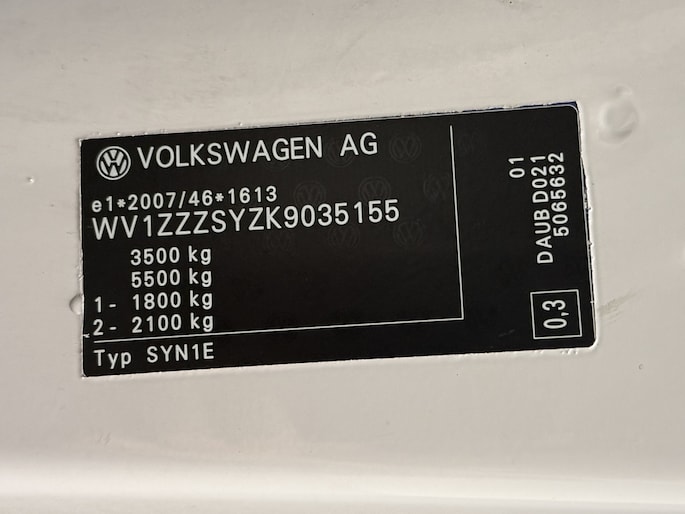 VOLKSWAGEN AG
e1*2007/46*1613
WV1ZZZSYZK9035155
3500 kg
5500 kg
1- 1800 kg
2- 2100 kg
Typ SYN1E
01
DAUB D021
5065632
0,3